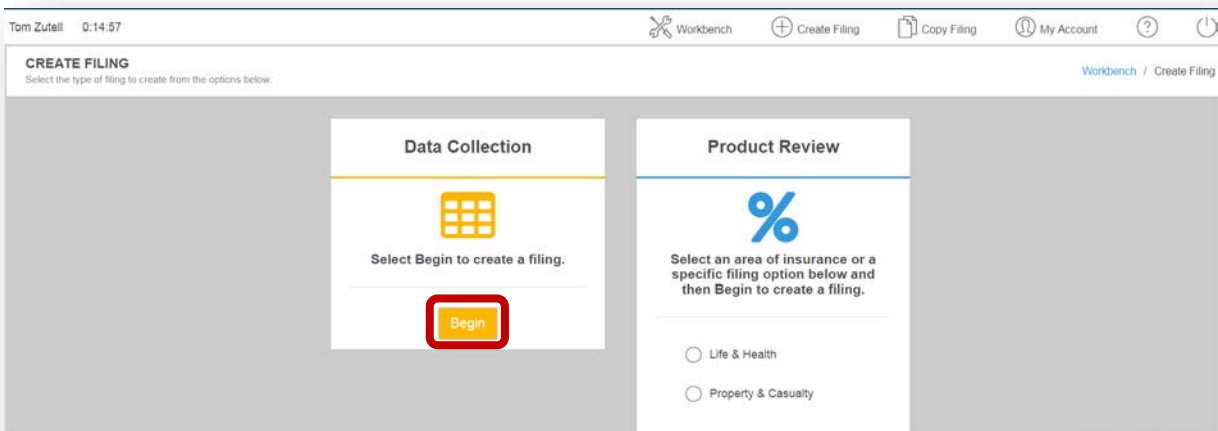 Tom Zutell 0:14:57
Workbench
Create Filing
Copy Filing
My Account
?
CREATE FILING
Select the type of filing to create from the options below:
Workbench / Create Filing
Data Collection
Select Begin to create a filing.
Begin
Product Review
%
Select an area of insurance or a
specific filing option below and
then Begin to create a filing.
Life & Health
Property & Casualty